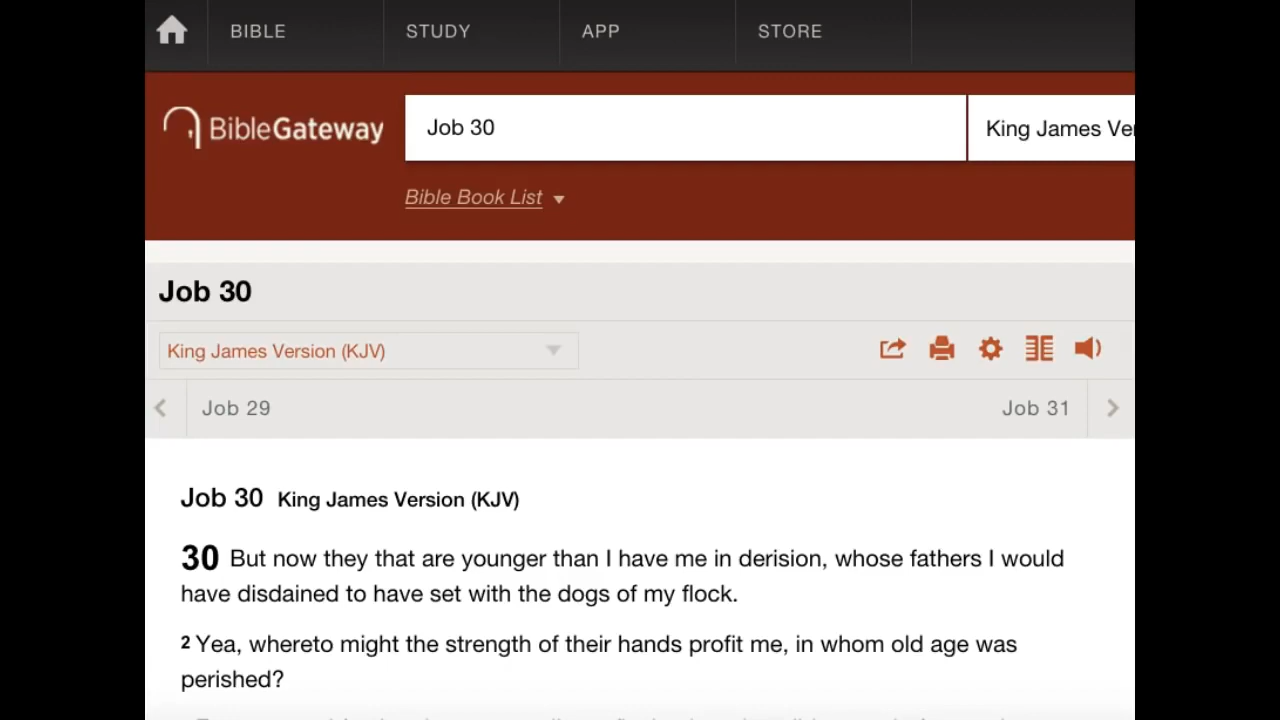 BIBLE STUDY APP STORE
BibleGateway Job 30 King James Ve
Bible Book List
Job 30
King James Version (KJV)
Job 29 Job 31
Job 30 King James Version (KJV)
30 But now they that are younger than I have me in derision, whose fathers I would
have disdained to have set with the dogs of my flock.
2 Yea, whereto might the strength of their hands profit me, in whom old age was
perished?